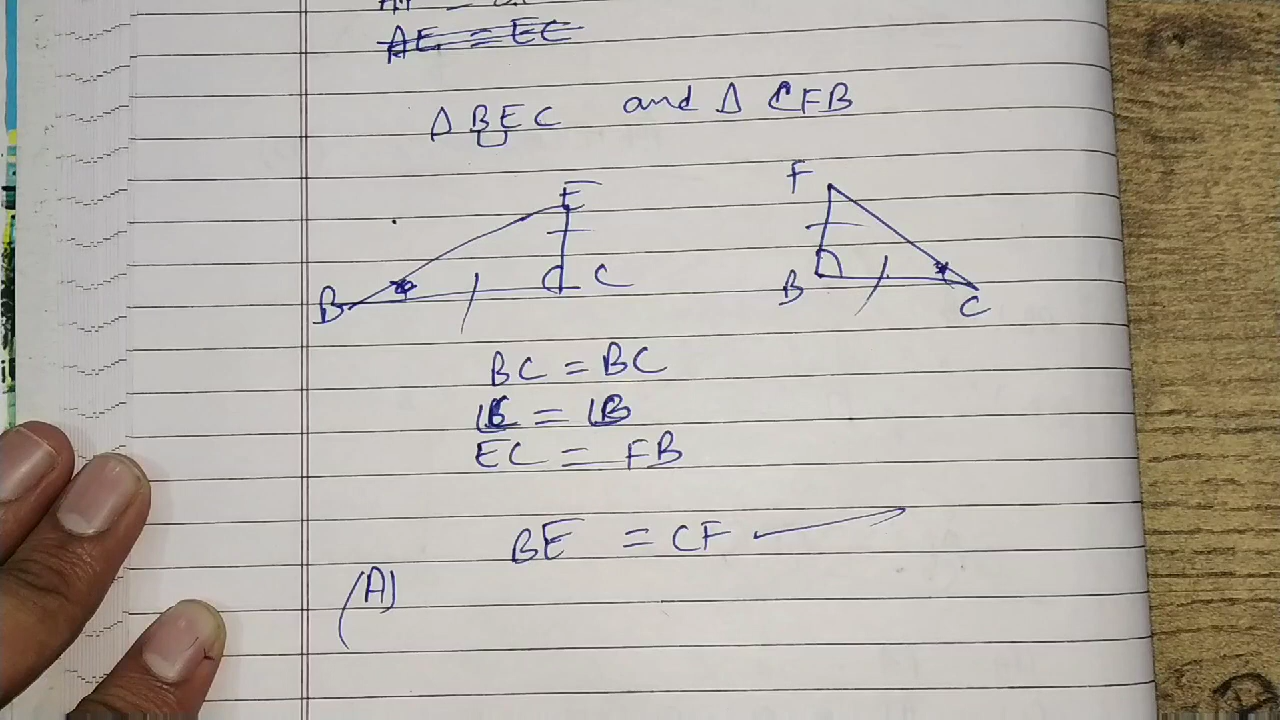 AE = EC
Δ BEC and Δ CFB
E
F
B
C
B
C
BC = BC
∠C = ∠B
EC = FB
BE = CF
(A)